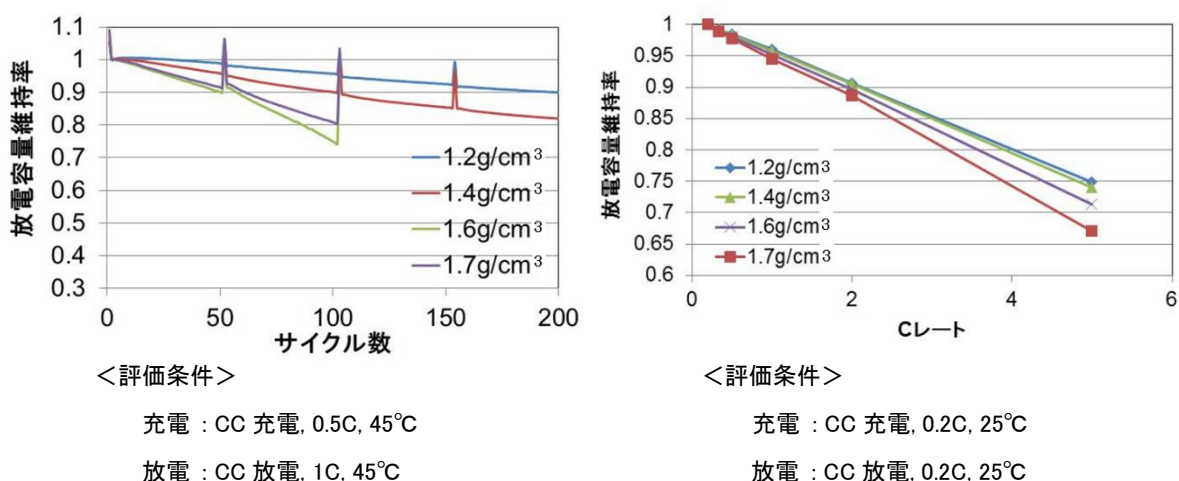 1.1
1
0.9
0.8
0.7
0.6
0.5
0.4
0.3
放電容量維持率
1.2g/cm³
1.4g/cm³
1.6g/cm³
1.7g/cm³
0 50 100 150 200
サイクル数
<評価条件>
充電 : CC 充電, 0.5C, 45℃
放電 : CC 放電, 1C, 45℃
1
0.95
0.9
0.85
0.8
0.75
0.7
0.65
0.6
放電容量維持率
1.2g/cm³
1.4g/cm³
1.6g/cm³
1.7g/cm³
0 2 4 6
Cレート
<評価条件>
充電 : CC 充電, 0.2C, 25℃
放電 : CC 放電, 0.2C, 25℃